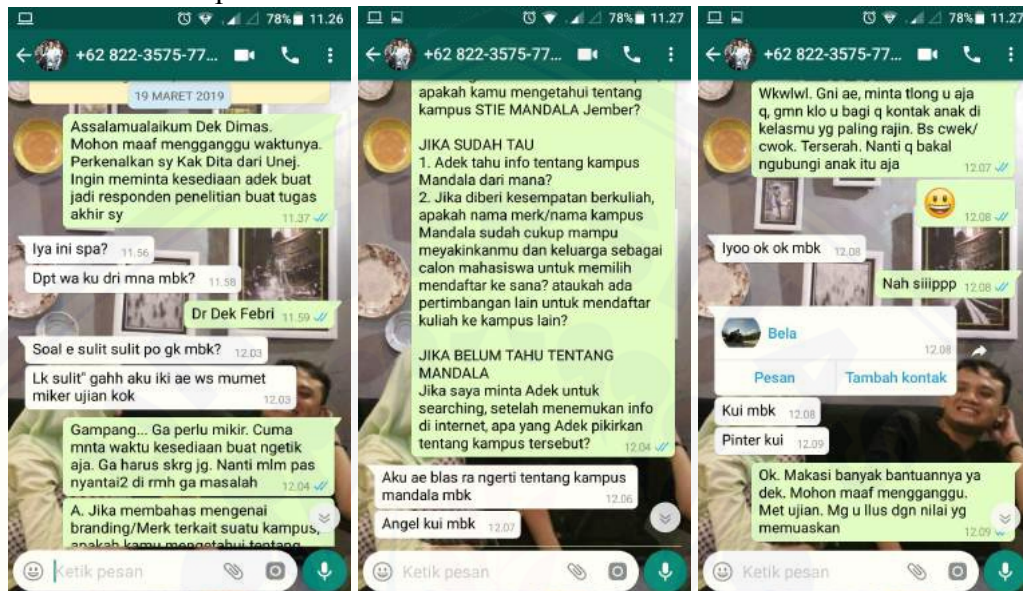 78% 11.26
+62 822-3575-77...
19 MARET 2019
Assalamualaikum Dek Dimas.
Mohon maaf mengganggu waktunya.
Perkenalkan sy Kak Dita dari Unej.
Ingin meminta kesediaan adek buat
jadi responden penelitian buat tugas
akhir sy
11.37
Iya ini spa? 11.56
Dpt wa ku dri mna mbk? 11.58
Dr Dek Febri 11.59
Soal e sulit sulit po gk mbk? 12.03
Lk sulit" gahh aku iki ae ws mumet
miker ujian kok 12.03
Gampang... Ga perlu mikir. Cuma
mnta waktu kesediaan buat ngetik
aja. Ga harus skrg jg. Nanti mlm pas
nyantai2 di rmh ga masalah 12.04
A. Jika membahas mengenai
branding/Merk terkait suatu kampus,
apakah kamu mengetahui tentang
Ketik pesan
78% 11.27
+62 822-3575-77...
apakah kamu mengetahui tentang
kampus STIE MANDALA Jember?
JIKA SUDAH TAU
1. Adek tahu info tentang kampus
Mandala dari mana?
2. Jika diberi kesempatan berkuliah,
apakah nama merk/nama kampus
Mandala sudah cukup mampu
meyakinkanmu dan keluarga sebagai
calon mahasiswa untuk memilih
mendaftar ke sana? ataukah ada
pertimbangan lain untuk mendaftar
kuliah ke kampus lain?
JIKA BELUM TAHU TENTANG
MANDALA
Jika saya minta Adek untuk
searching, setelah menemukan info
di internet, apa yang Adek pikirkan
tentang kampus tersebut? 12.04
Aku ae blas ra ngerti tentang kampus
mandala mbk 12.06
Angel kui mbk 12.07
Ketik pesan
78% 11.27
+62 822-3575-77...
Wkwlwl. Gni ae, minta tlong u aja
q, gmn klo u bagi q kontak anak di
kelasmu yg paling rajin. Bs cwek/
cwok. Terserah. Nanti q bakal
ngubungi anak itu aja 12.07
12.08
Iyoo ok ok mbk 12.08
Nah siiippp 12.08
Bela
12.08
Pesan Tambah kontak
Kui mbk 12.08
Pinter kui 12.09
Ok. Makasi banyak bantuannya ya
dek. Mohon maaf mengganggu.
Met ujian. Mg u llus dgn nilai yg
memuaskan 12.09
Ketik pesan